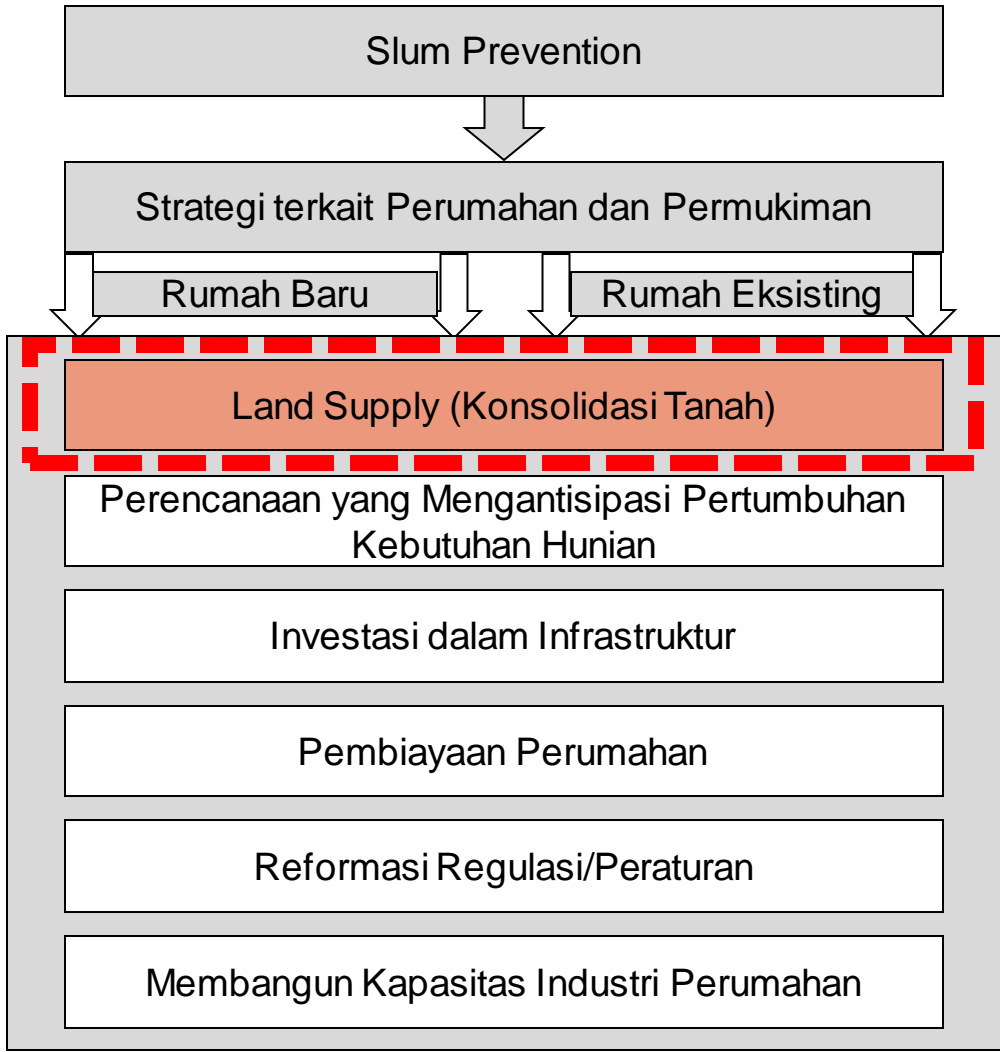 Slum Prevention
Strategi terkait Perumahan dan Permukiman
Rumah Baru
Rumah Eksisting
Land Supply (Konsolidasi Tanah)
Perencanaan yang Mengantisipasi Pertumbuhan
Kebutuhan Hunian
Investasi dalam Infrastruktur
Pembiayaan Perumahan
Reformasi Regulasi/Peraturan
Membangun Kapasitas Industri Perumahan